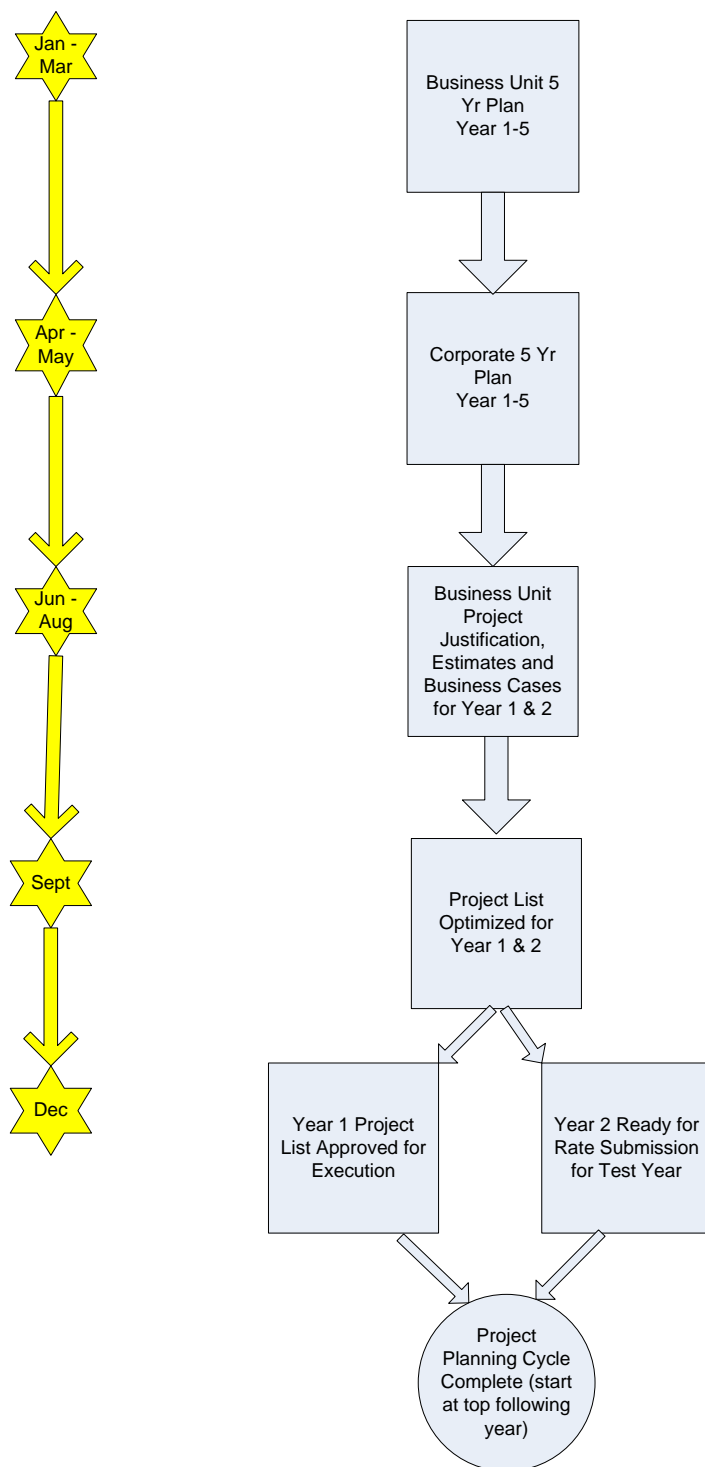 Jan -
Mar
Business Unit 5
Yr Plan
Year 1-5
Apr -
May
Corporate 5 Yr
Plan
Year 1-5
Jun -
Aug
Business Unit
Project
Justification,
Estimates and
Business Cases
for Year 1 & 2
Sept
Project List
Optimized for
Year 1 & 2
Dec
Year 1 Project
List Approved for
Execution
Year 2 Ready for
Rate Submission
for Test Year
Project
Planning Cycle
Complete (start
at top following
year)